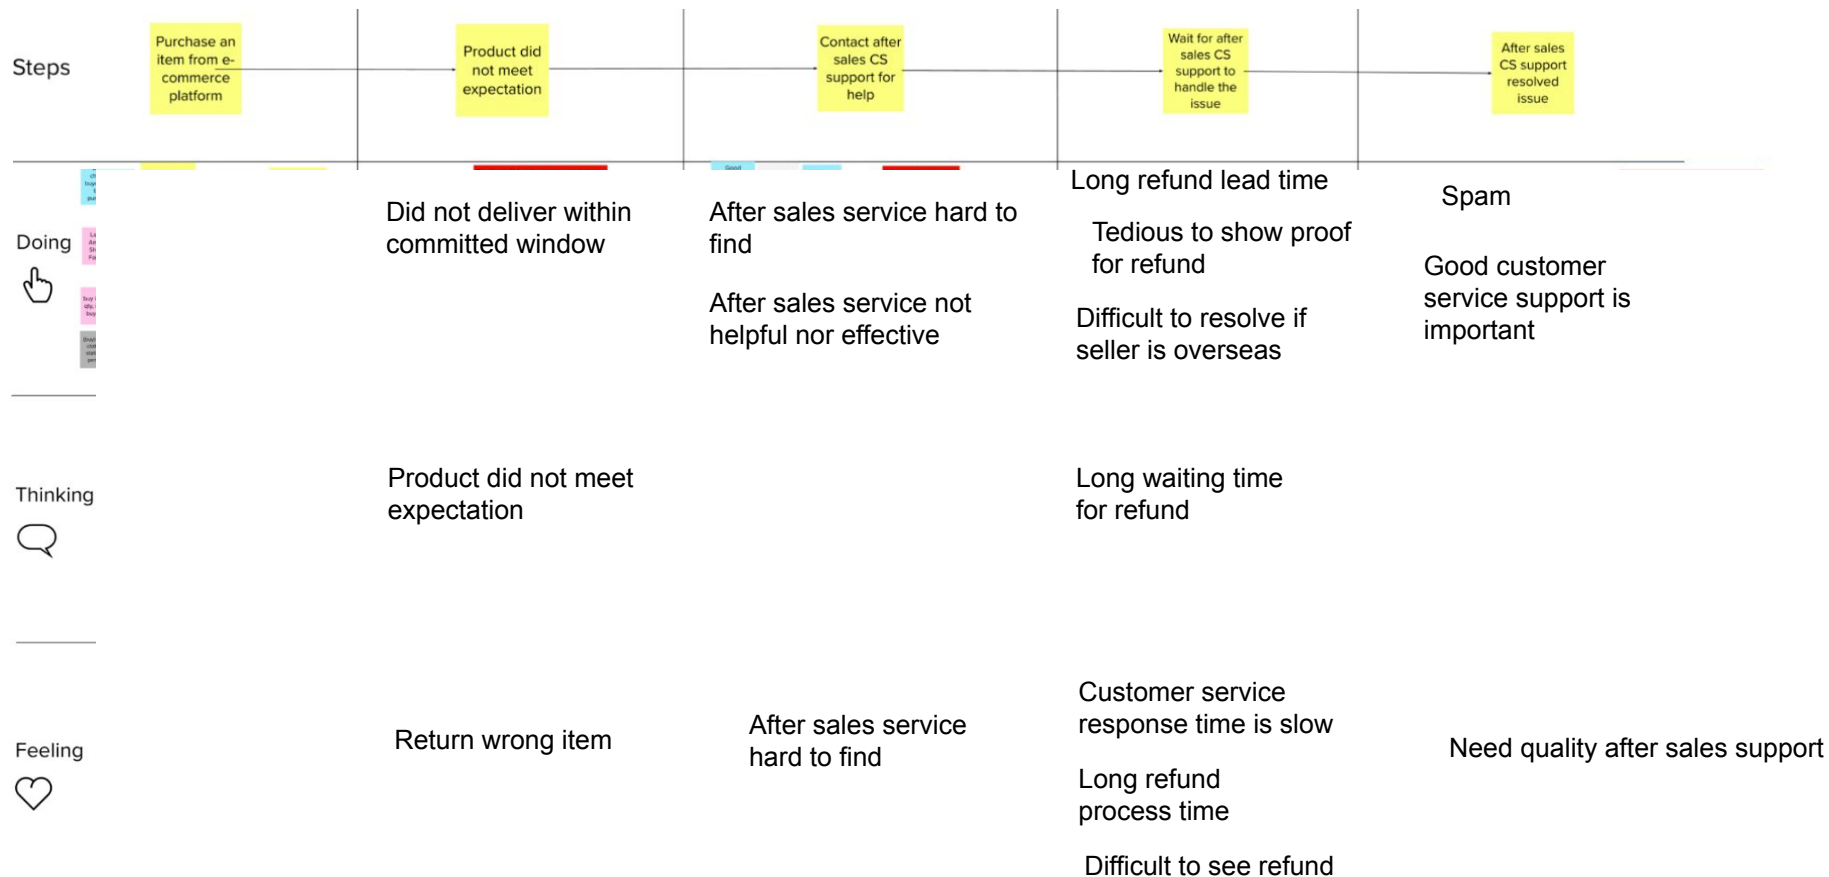 Steps
Purchase an
item from e-
commerce
platform
Product did
not meet
expectation
Contact after
sales CS
support for
help
Wait for after
sales CS
support to
handle the
issue
After sales
CS support
resolved
issue
Good
Doing
Did not deliver within
committed window
After sales service hard to
find
After sales service not
helpful nor effective
Long refund lead time
Tedious to show proof
for refund
Difficult to resolve if
seller is overseas
Spam
Good customer
service support is
important
Thinking
Product did not meet
expectation
Long waiting time
for refund
Feeling
Return wrong item
After sales service
hard to find
Customer service
response time is slow
Long refund
process time
Difficult to see refund
Need quality after sales support